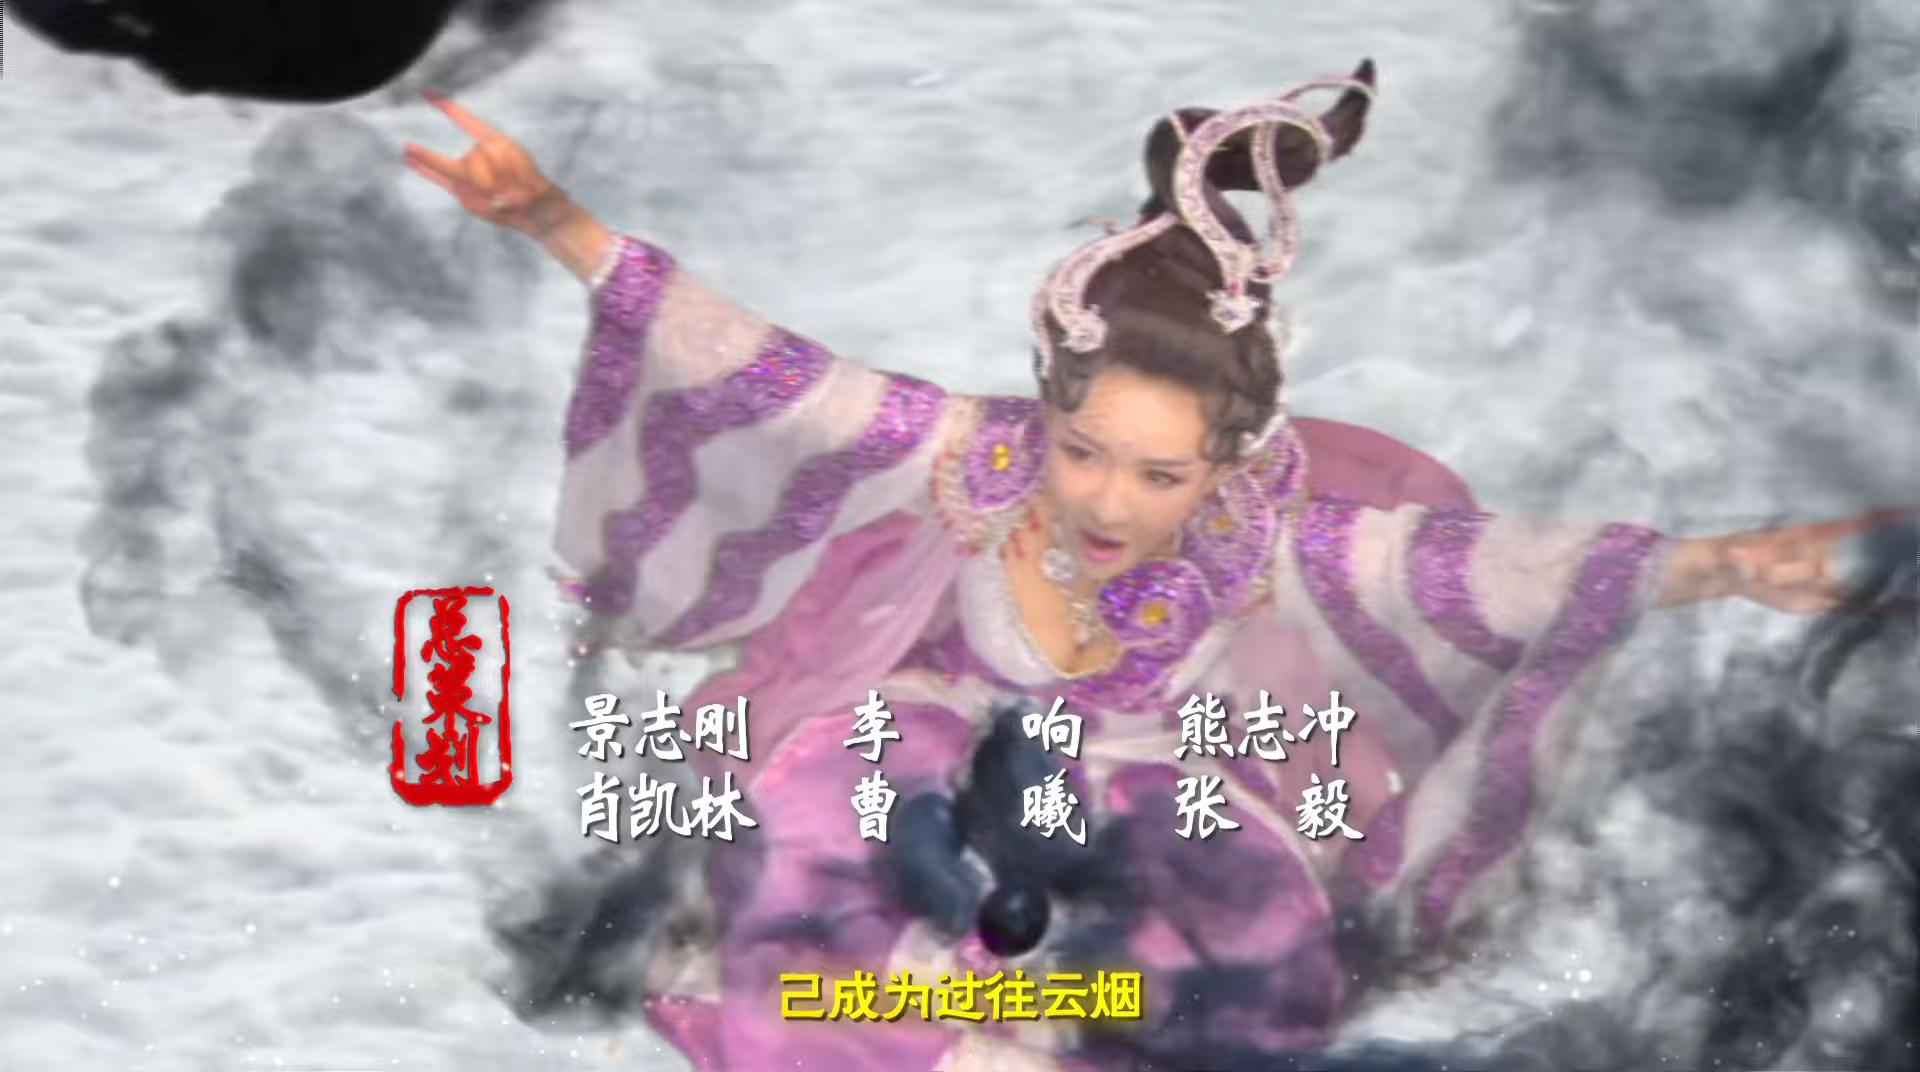 总策划
景志刚 李响 熊志冲
肖凯林 曹曦 张毅
己成为过往云烟